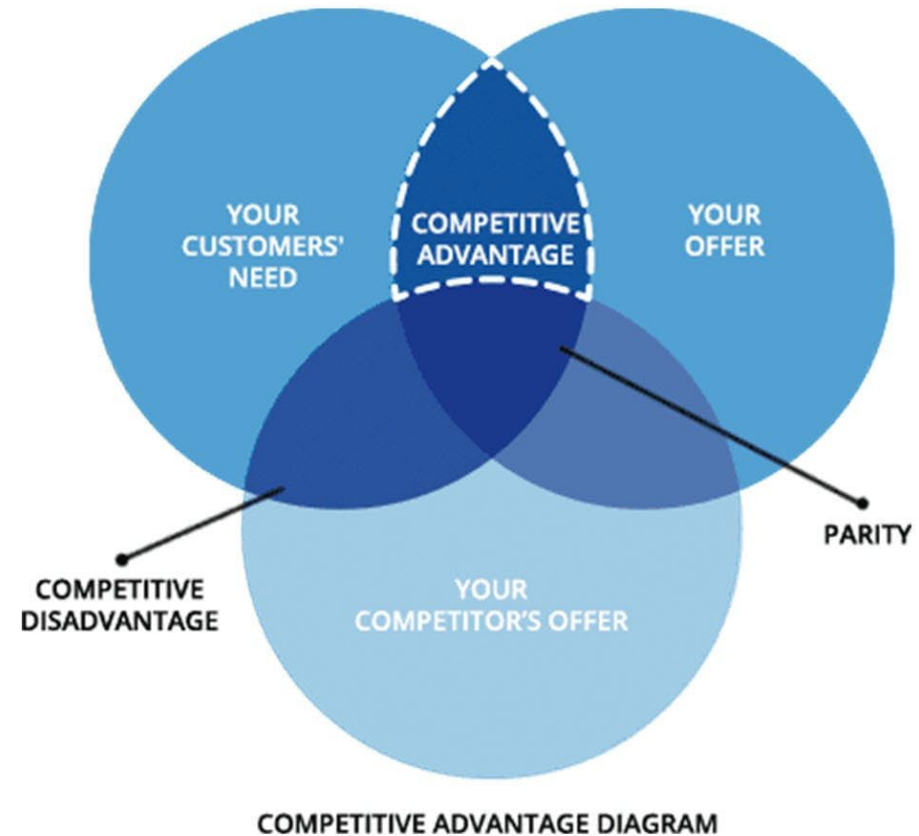 YOUR
CUSTOMERS'
NEED
COMPETITIVE
ADVANTAGE
YOUR
OFFER
PARITY
COMPETITIVE
DISADVANTAGE
YOUR
COMPETITOR'S OFFER
COMPETITIVE ADVANTAGE DIAGRAM